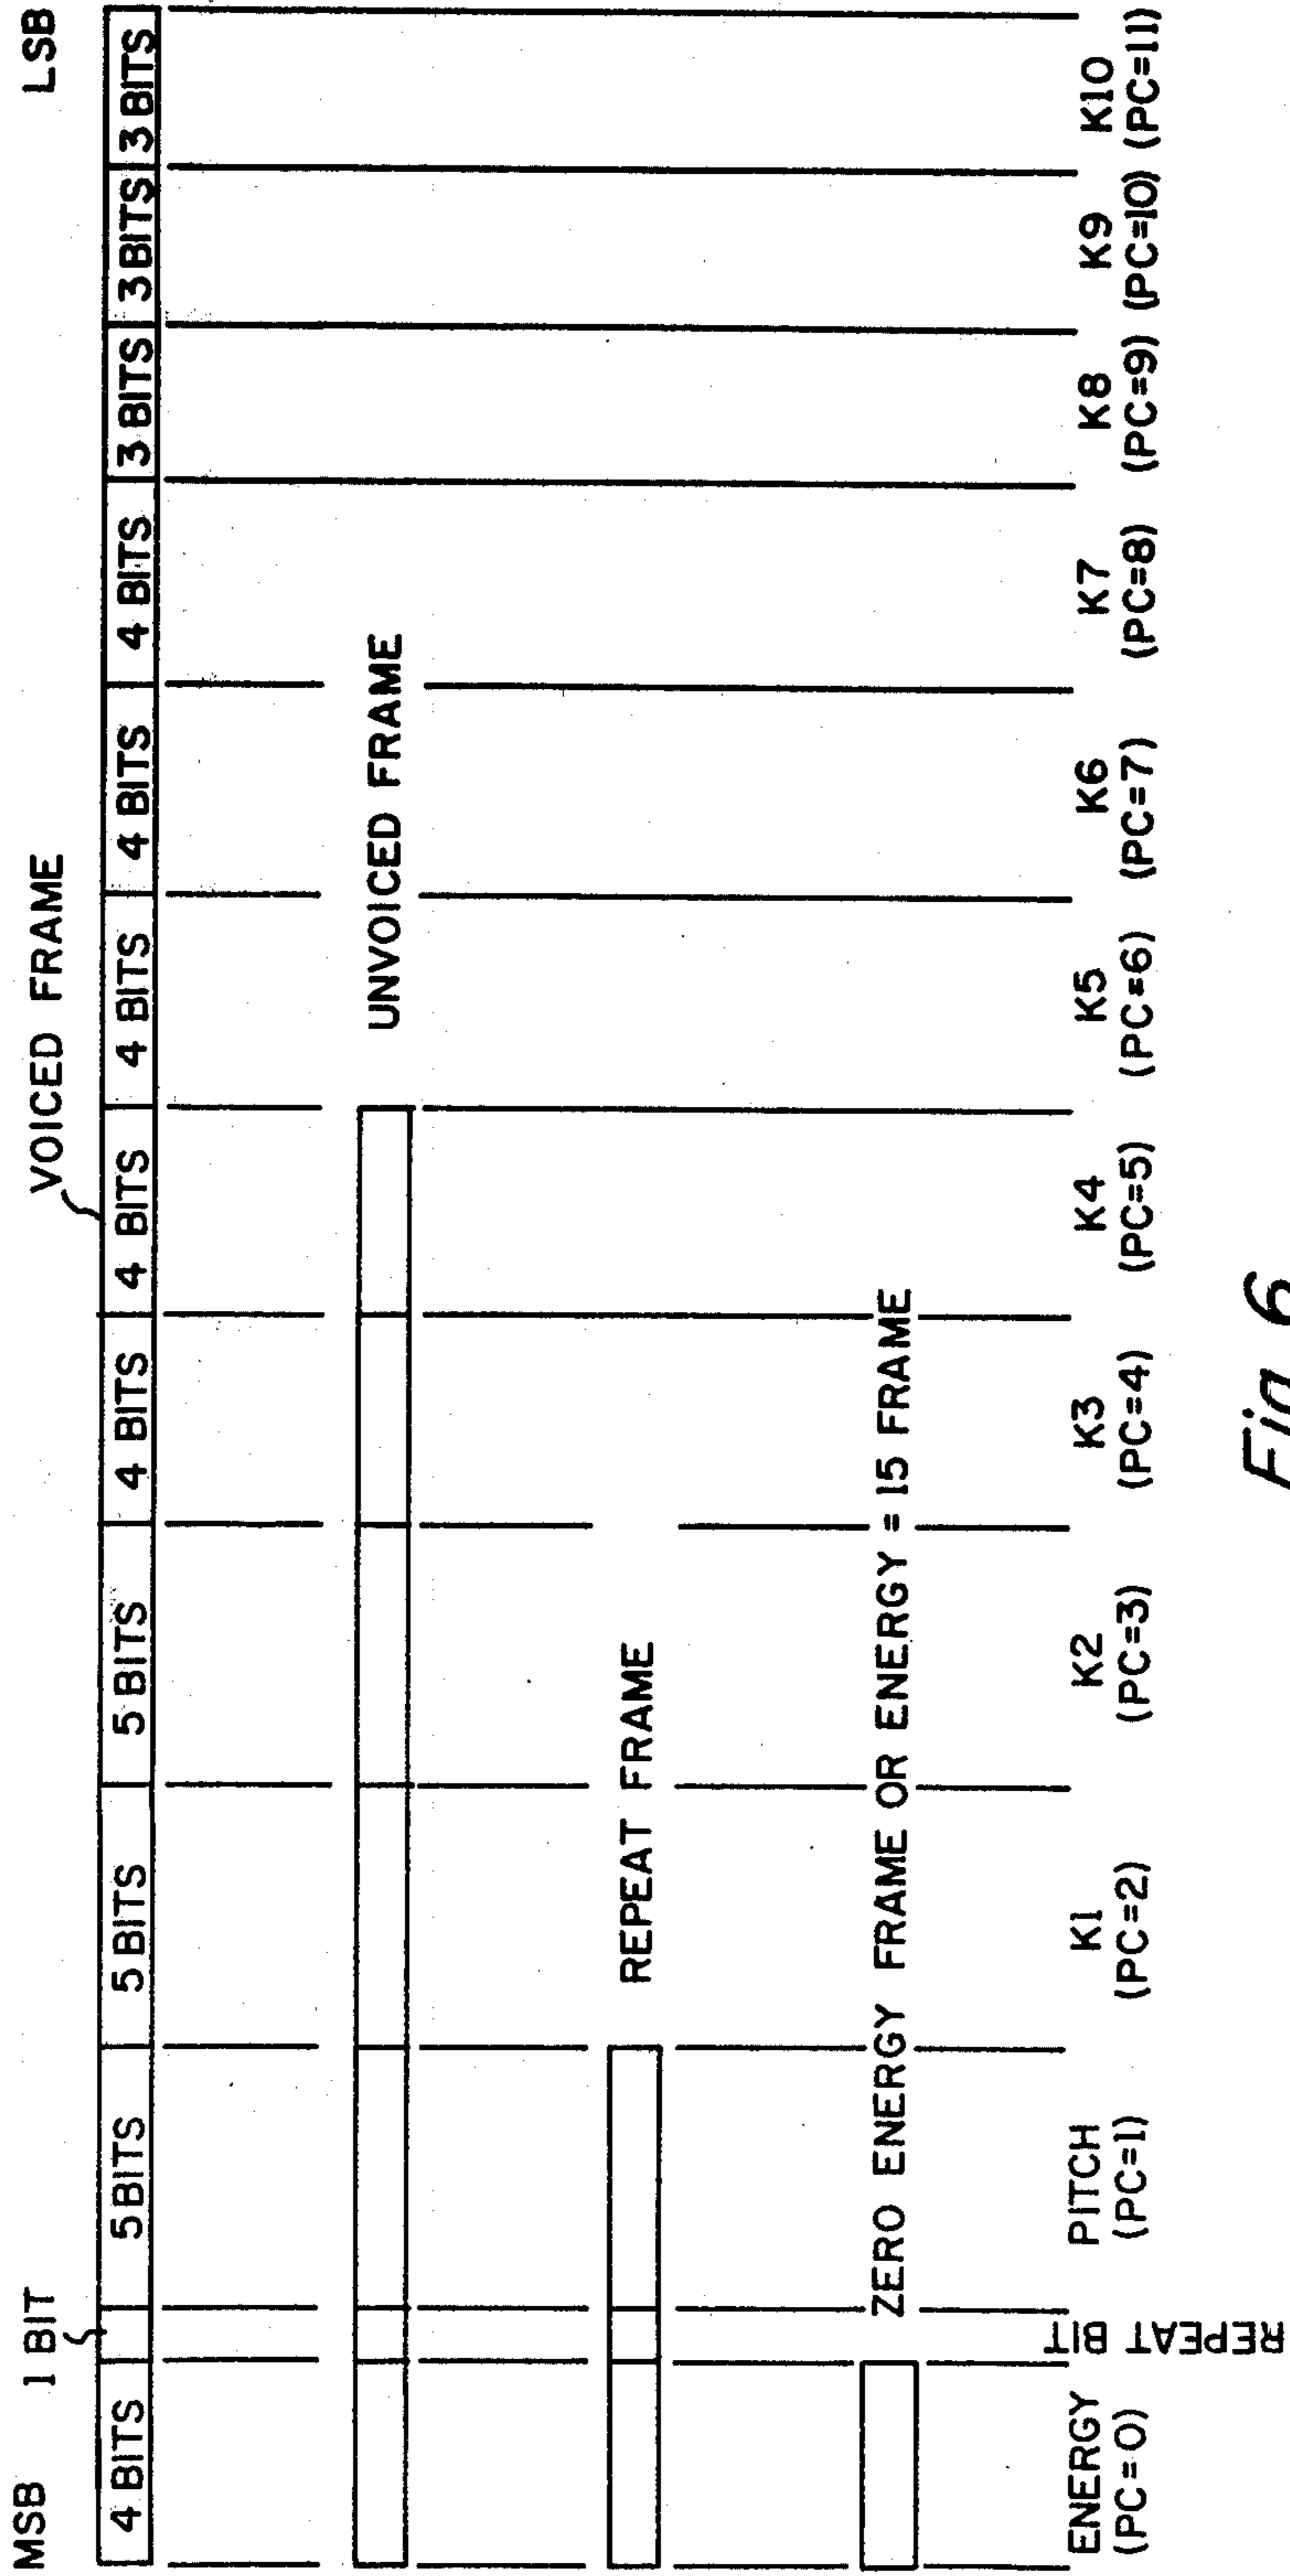 MSB 1 BIT VOICED FRAME LSB
4 BITS 5 BITS 5 BITS 5 BITS 4 BITS 4 BITS 4 BITS 4 BITS 4 BITS 3 BITS 3 BITS 3 BITS
UNVOICED FRAME
REPEAT FRAME
ZERO ENERGY FRAME OR ENERGY = 15 FRAME
ENERGY REPEAT BIT PITCH K1 K2 K3 K4 K5 K6 K7 K8 K9 K10
(PC=0) (PC=1) (PC=2) (PC=3) (PC=4) (PC=5) (PC=6) (PC=7) (PC=8) (PC=9) (PC=10) (PC=11)
Fig. 6